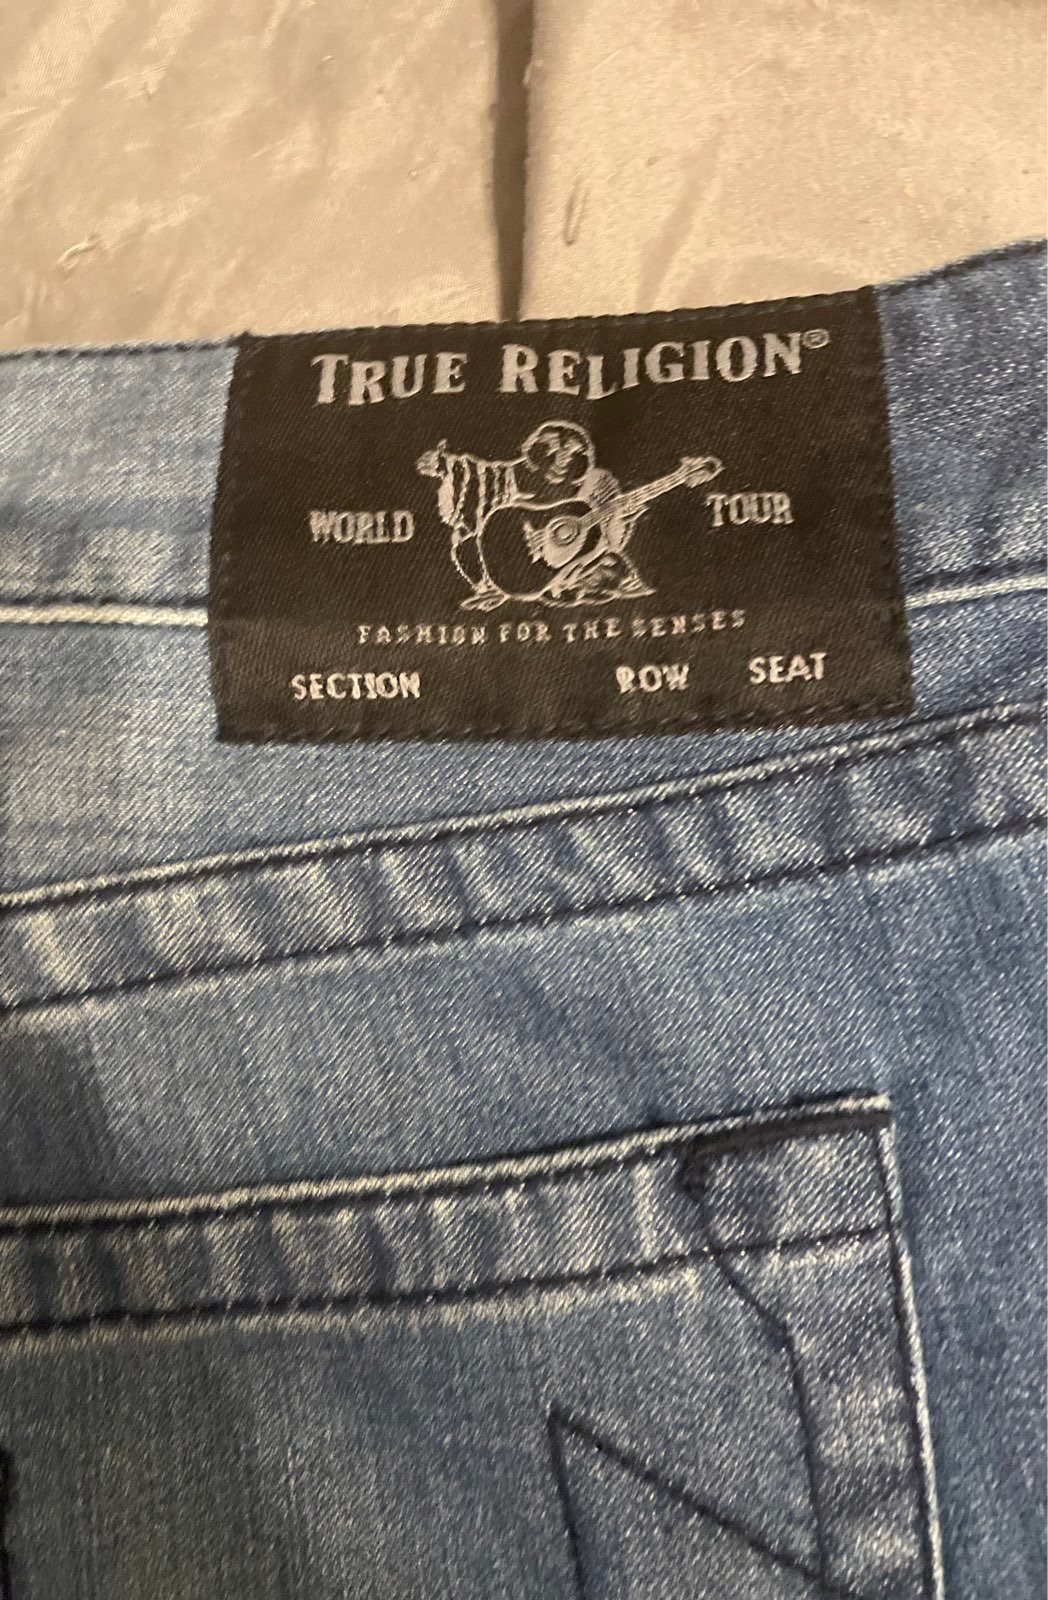 TRUE RELIGION®
WORLD TOUR
FASHION FOR THE SENSES
SECTION ROW SEAT